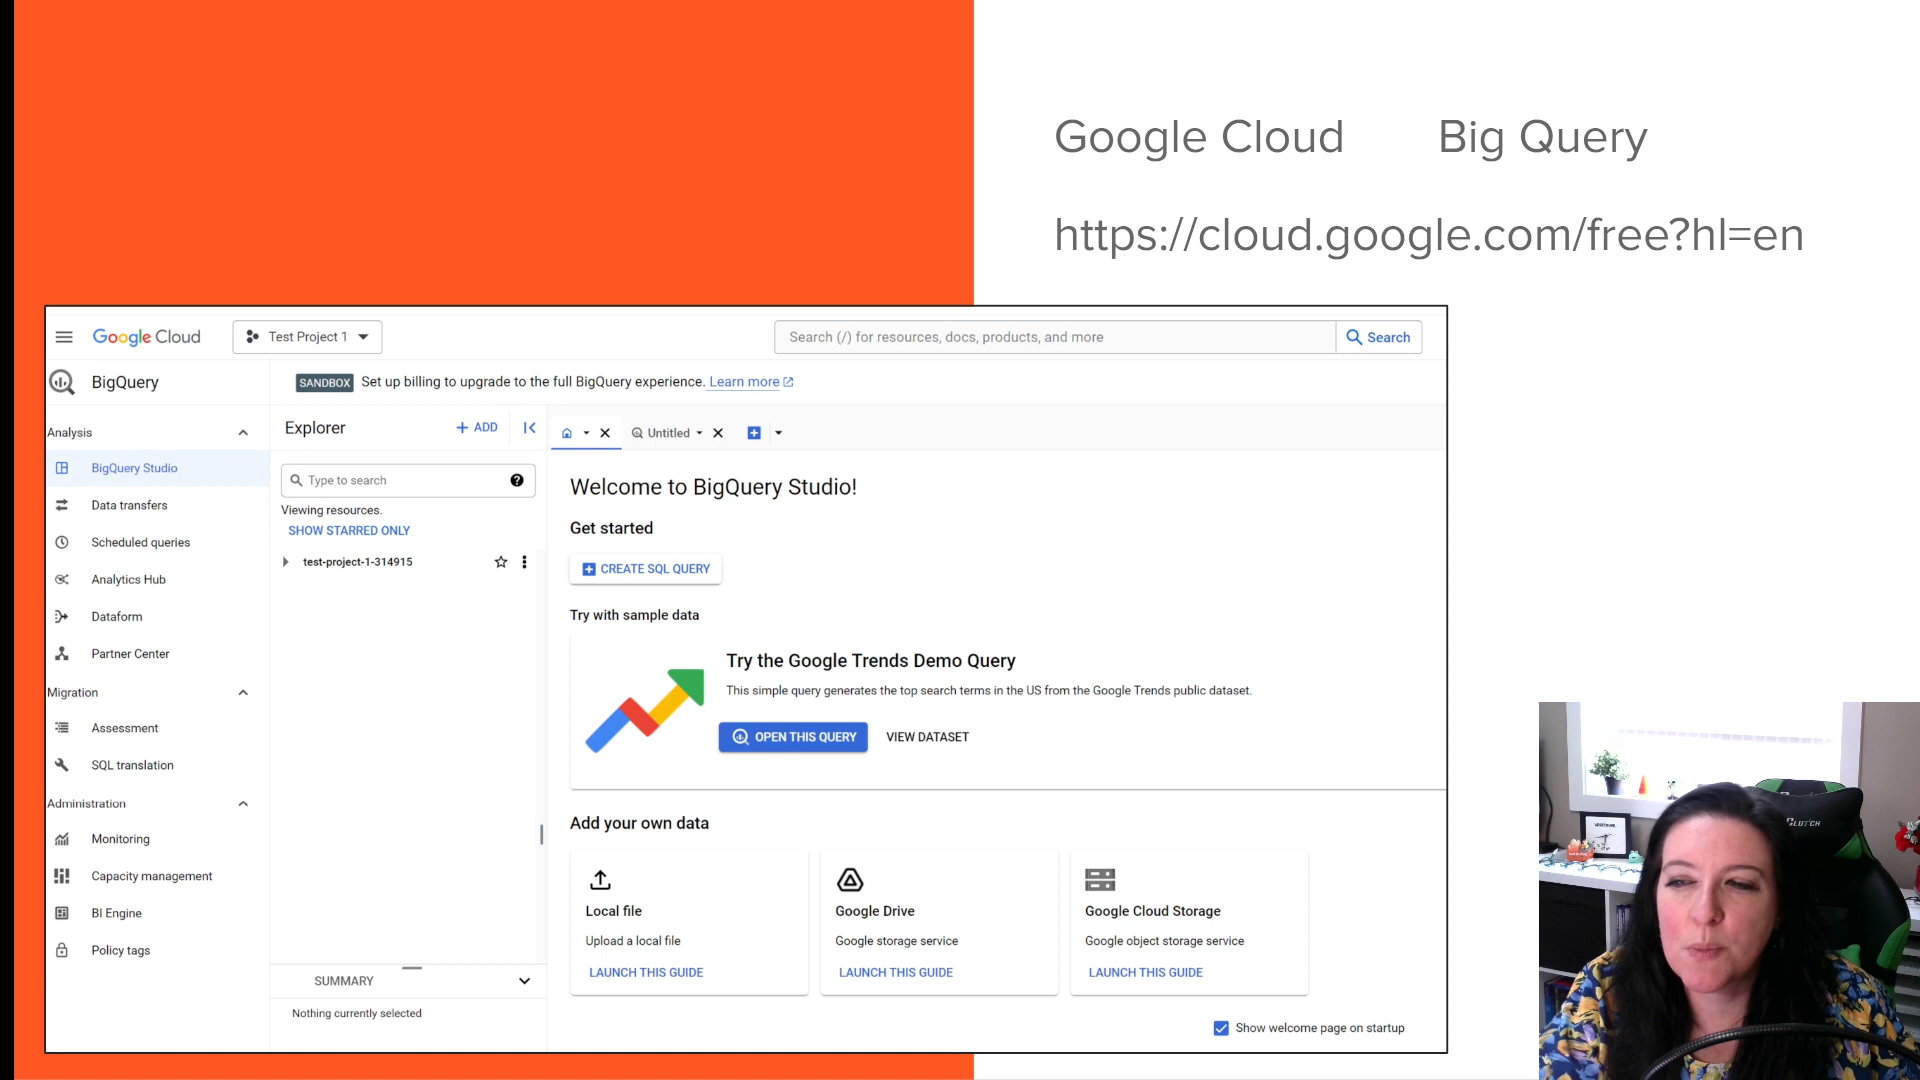 Google Cloud Big Query
https://cloud.google.com/free?hl=en
Google Cloud
Test Project 1
Search (/) for resources, docs, products, and more
Search
BigQuery
SANDBOX Set up billing to upgrade to the full BigQuery experience. Learn more
Analysis
BigQuery Studio
Data transfers
Scheduled queries
Analytics Hub
Dataform
Partner Center
Migration
Assessment
SQL translation
Administration
Monitoring
Capacity management
BI Engine
Policy tags
Explorer
+ ADD
Type to search
Viewing resources.
SHOW STARRED ONLY
test-project-1-314915
SUMMARY
Nothing currently selected
Untitled
Welcome to BigQuery Studio!
Get started
CREATE SQL QUERY
Try with sample data
Try the Google Trends Demo Query
This simple query generates the top search terms in the US from the Google Trends public dataset.
OPEN THIS QUERY
VIEW DATASET
Add your own data
Local file
Upload a local file
LAUNCH THIS GUIDE
Google Drive
Google storage service
LAUNCH THIS GUIDE
Google Cloud Storage
Google object storage service
LAUNCH THIS GUIDE
Show welcome page on startup
CLUTCH